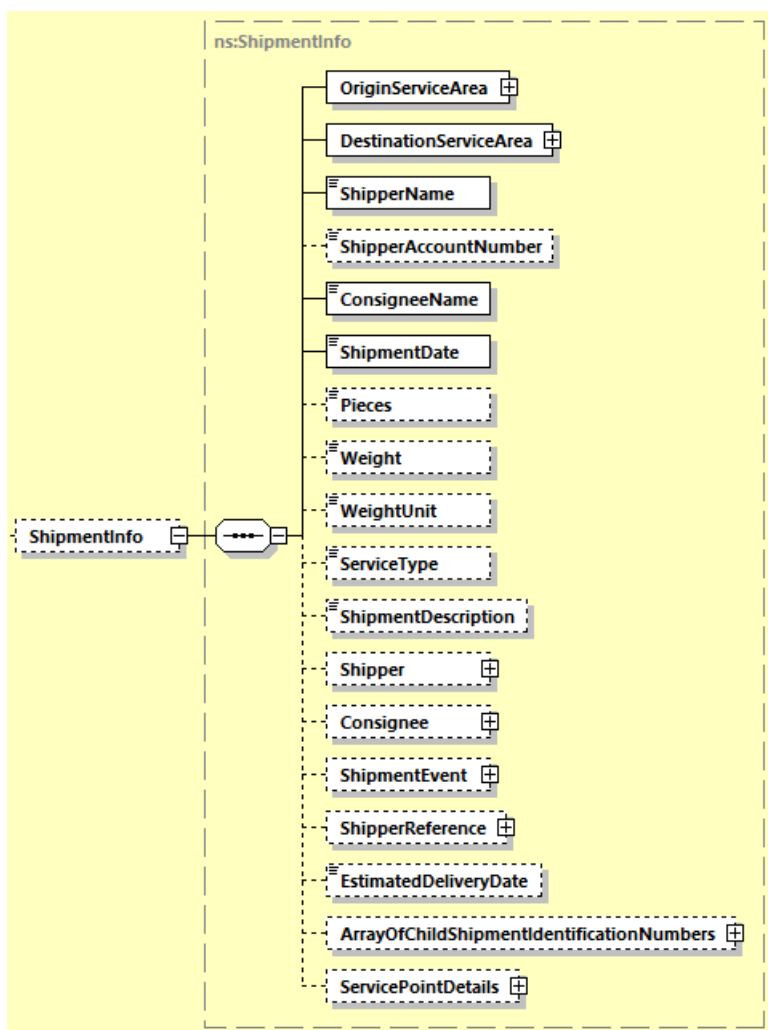 ns:ShipmentInfo
OriginServiceArea
DestinationServiceArea
ShipperName
ShipperAccountNumber
ConsigneeName
ShipmentDate
Pieces
Weight
WeightUnit
ShipmentInfo
ServiceType
ShipmentDescription
Shipper
Consignee
ShipmentEvent
ShipperReference
EstimatedDeliveryDate
ArrayOfChildShipmentIdentificationNumbers
ServicePointDetails